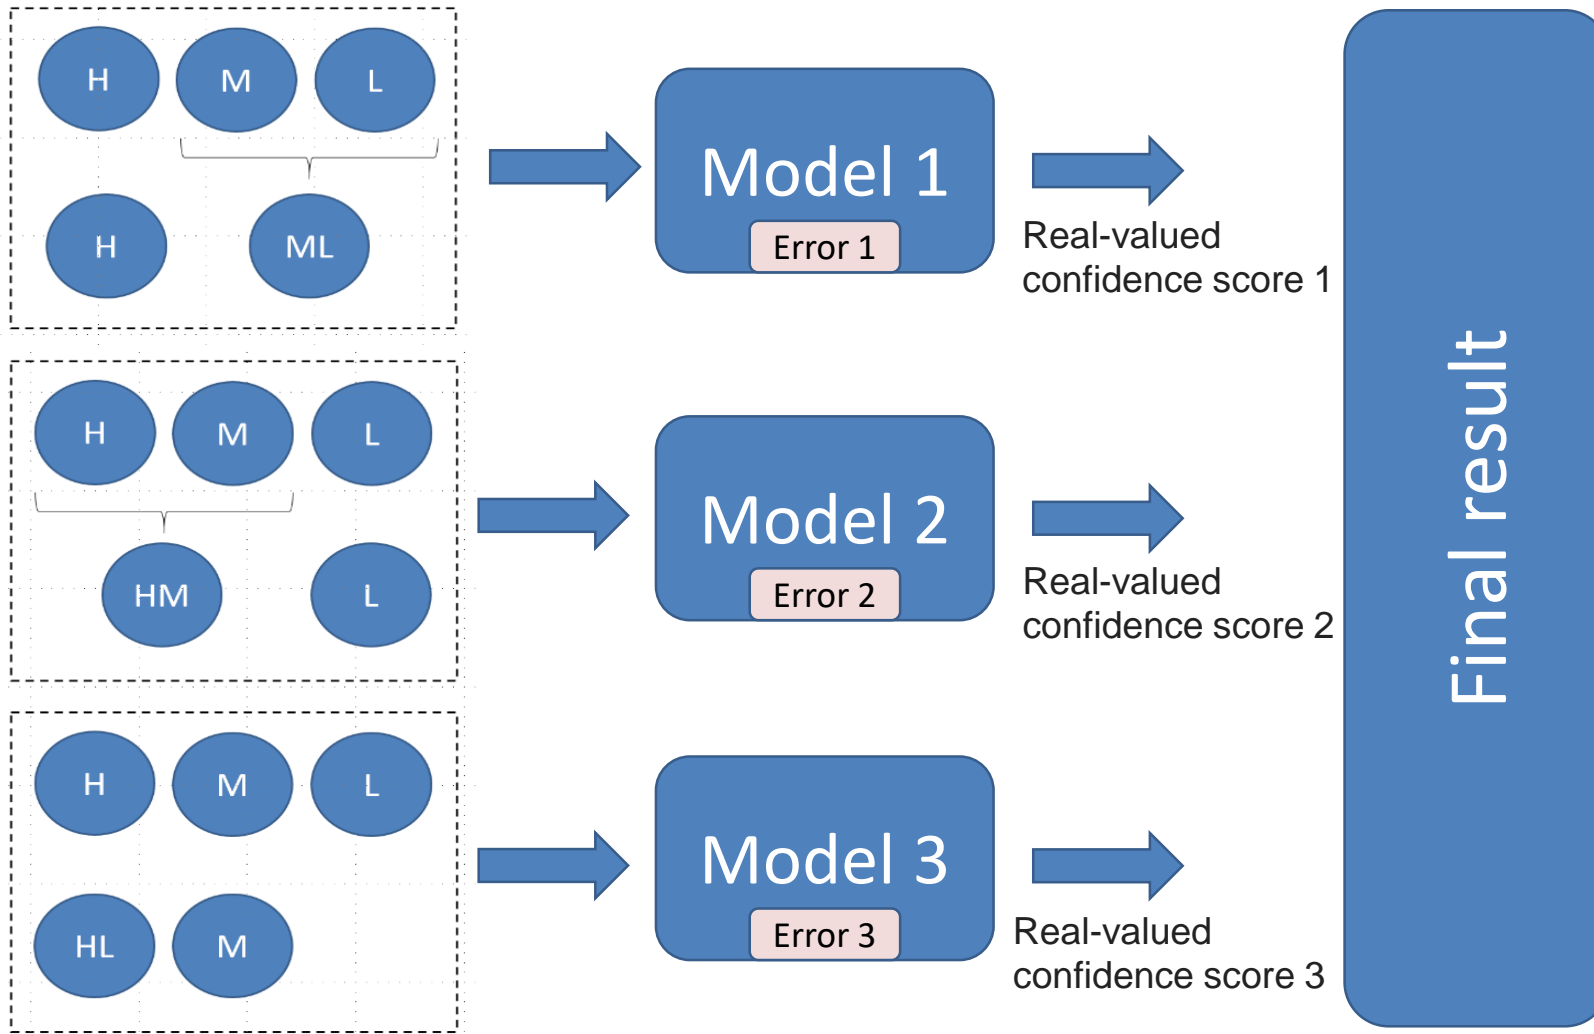 H M L
H ML
Model 1
Error 1
Real-valued
confidence score 1
H M L
HM L
Model 2
Error 2
Real-valued
confidence score 2
H M L
HL M
Model 3
Error 3
Real-valued
confidence score 3
Final result